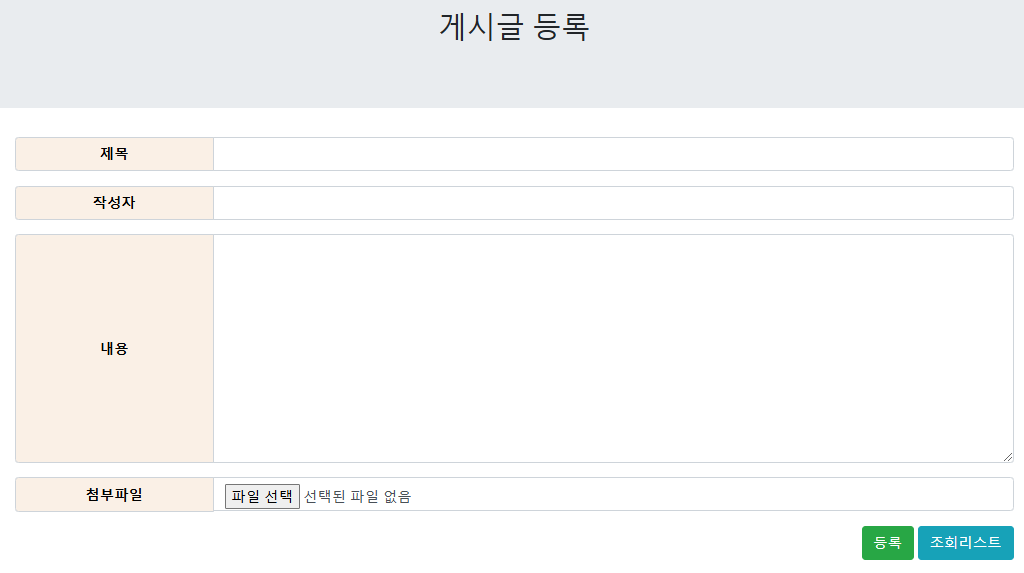 게시글 등록
제목
작성자
내용
첨부파일 파일 선택 선택된 파일 없음
등록 조회리스트